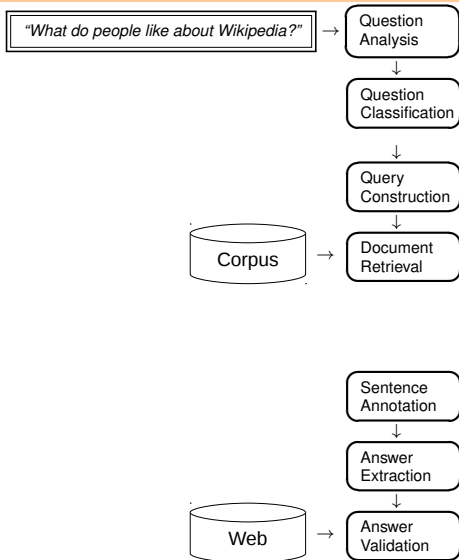 “What do people like about Wikipedia?”
→
Question
Analysis
↓
Question
Classification
↓
Query
Construction
↓
Corpus
→
Document
Retrieval
Sentence
Annotation
↓
Answer
Extraction
↓
Web
→
Answer
Validation